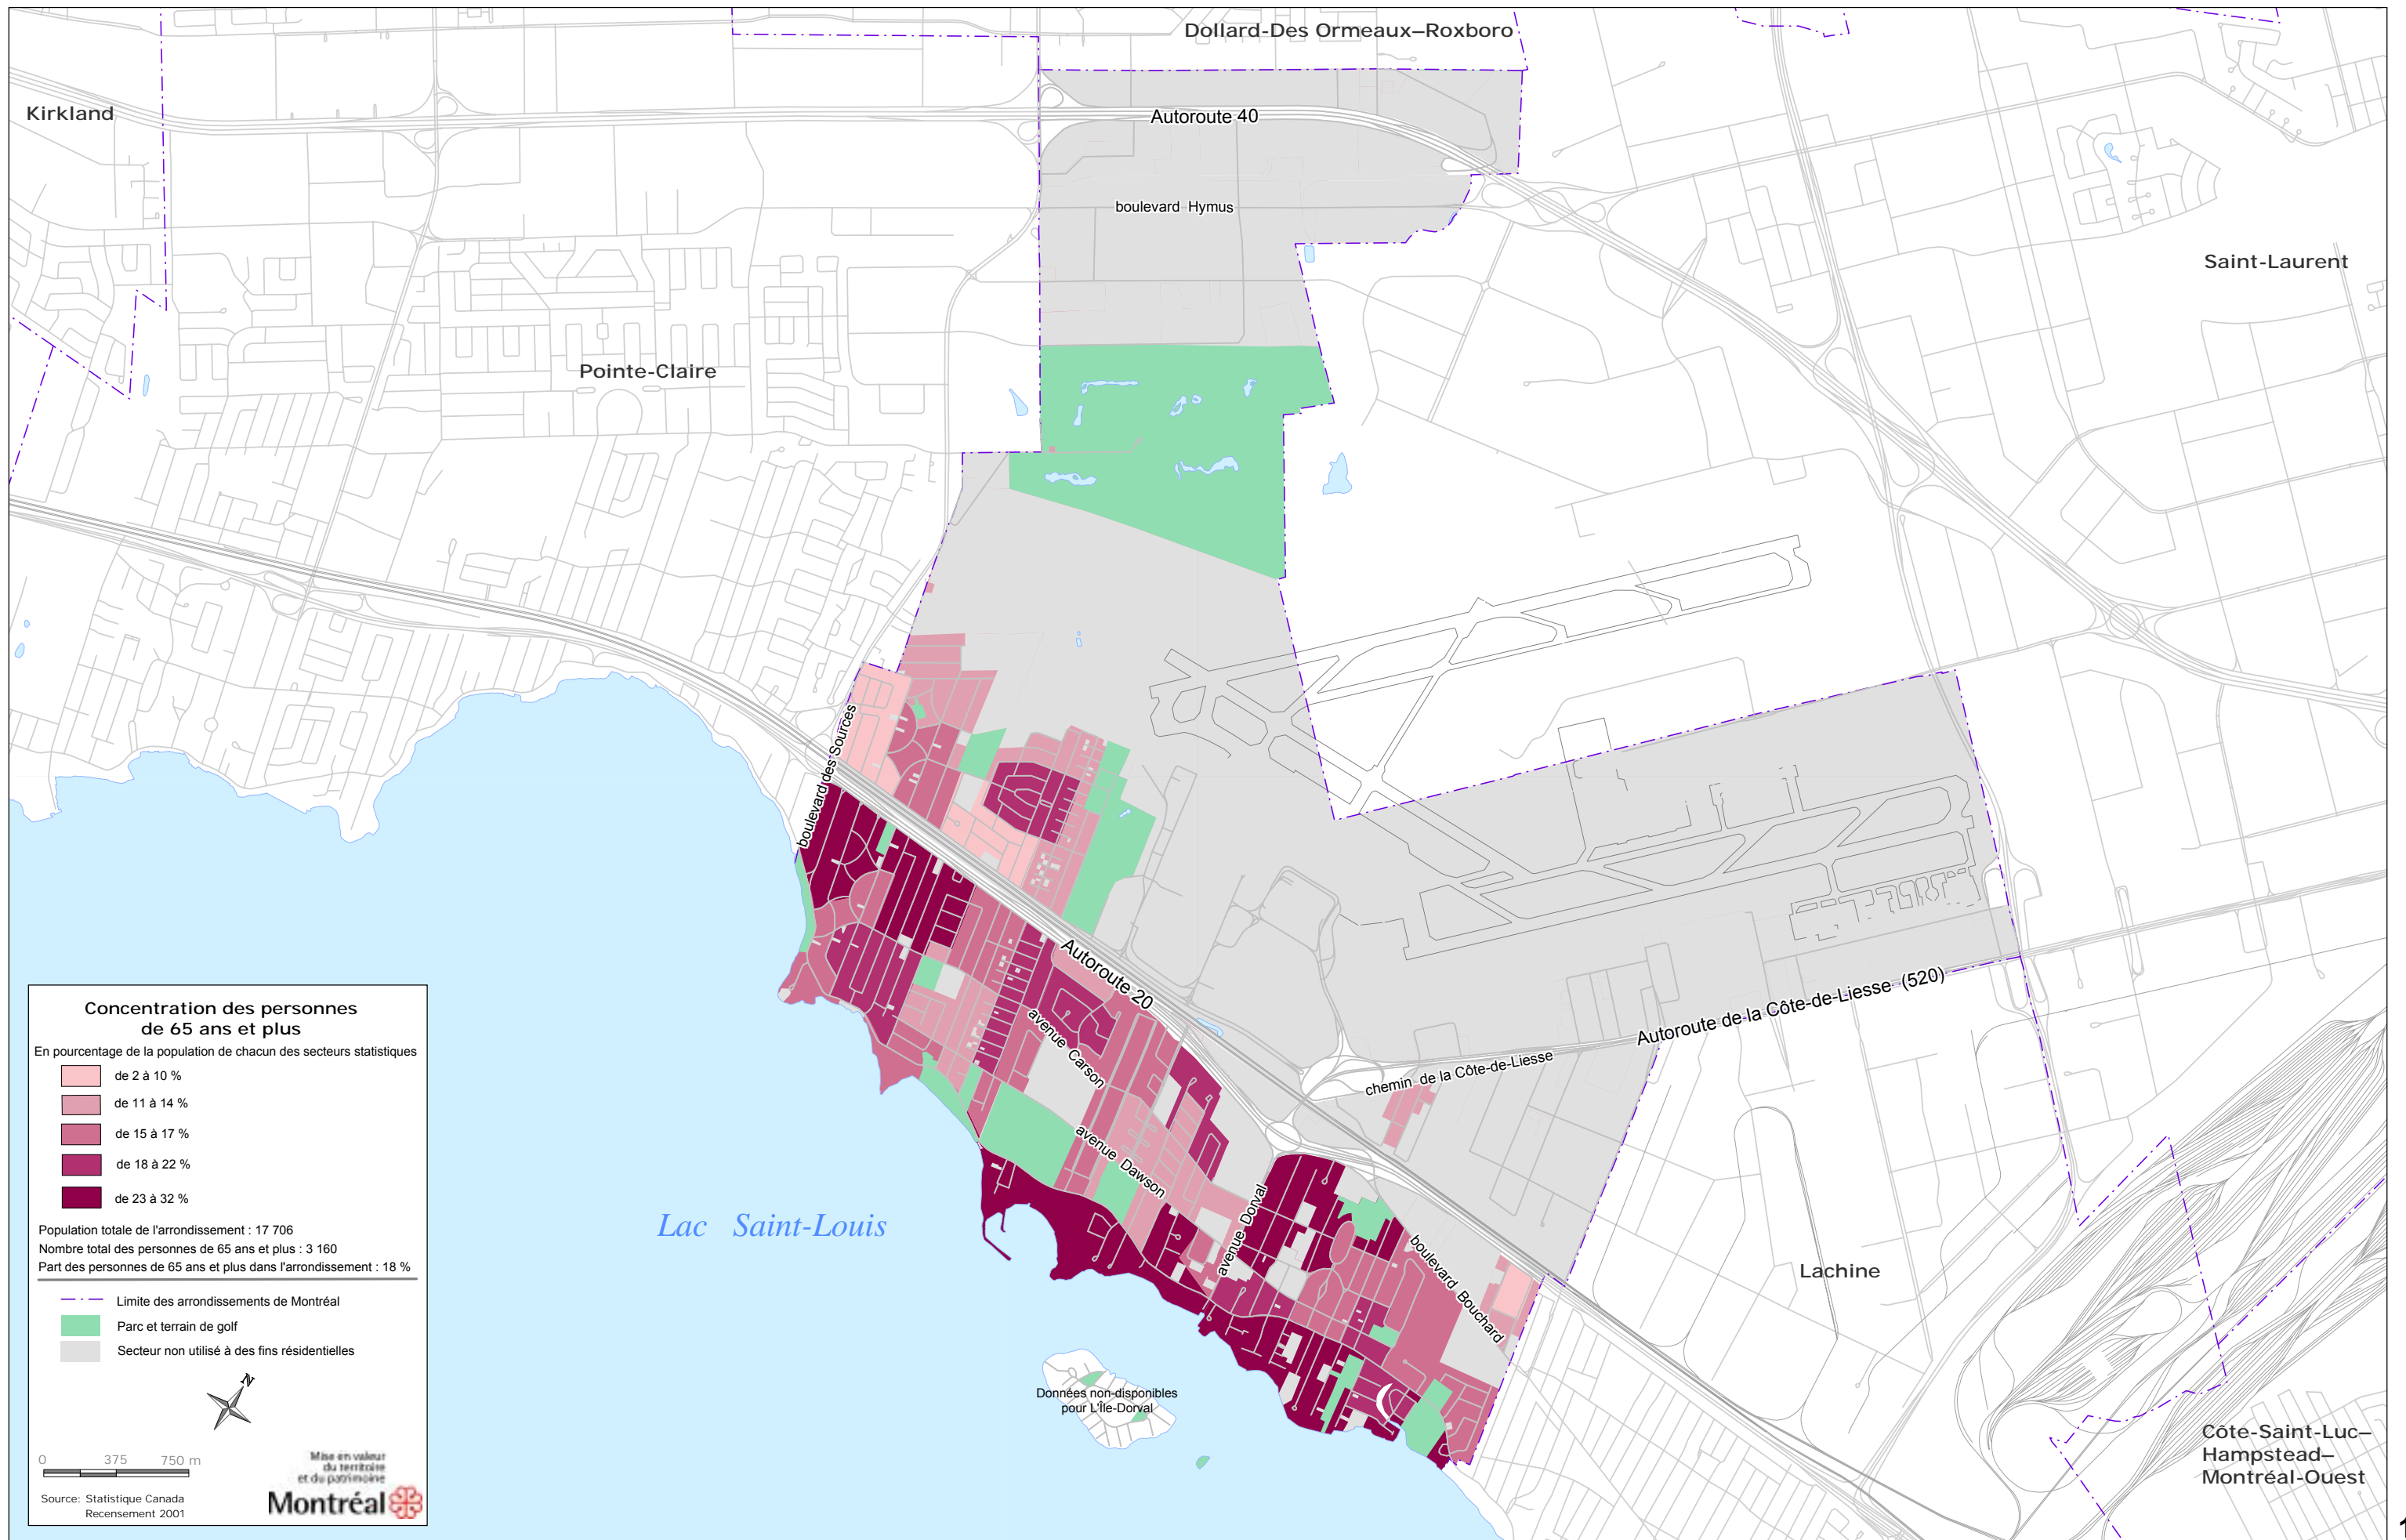 Dollard-Des Ormeaux–Roxboro
Kirkland
Autoroute 40
boulevard Hymus
Saint-Laurent
Pointe-Claire
boulevard des Sources
Autoroute 20
avenue Carson
Autoroute de la Côte-de-Liesse (520)
chemin de la Côte-de-Liesse
avenue Dawson
avenue Dorval
boulevard Bouchard
Lac Saint-Louis
Lachine
Données non-disponibles
pour L'Île-Dorval
Côte-Saint-Luc–
Hampstead–
Montréal-Ouest
Concentration des personnes
de 65 ans et plus
En pourcentage de la population de chacun des secteurs statistiques
de 2 à 10 %
de 11 à 14 %
de 15 à 17 %
de 18 à 22 %
de 23 à 32 %
Population totale de l'arrondissement : 17 706
Nombre total des personnes de 65 ans et plus : 3 160
Part des personnes de 65 ans et plus dans l'arrondissement : 18 %
Limite des arrondissements de Montréal
Parc et terrain de golf
Secteur non utilisé à des fins résidentielles
N
0 375 750 m
Source: Statistique Canada
Recensement 2001
Mise en valeur
du territoire
et du patrimoine
Montréal